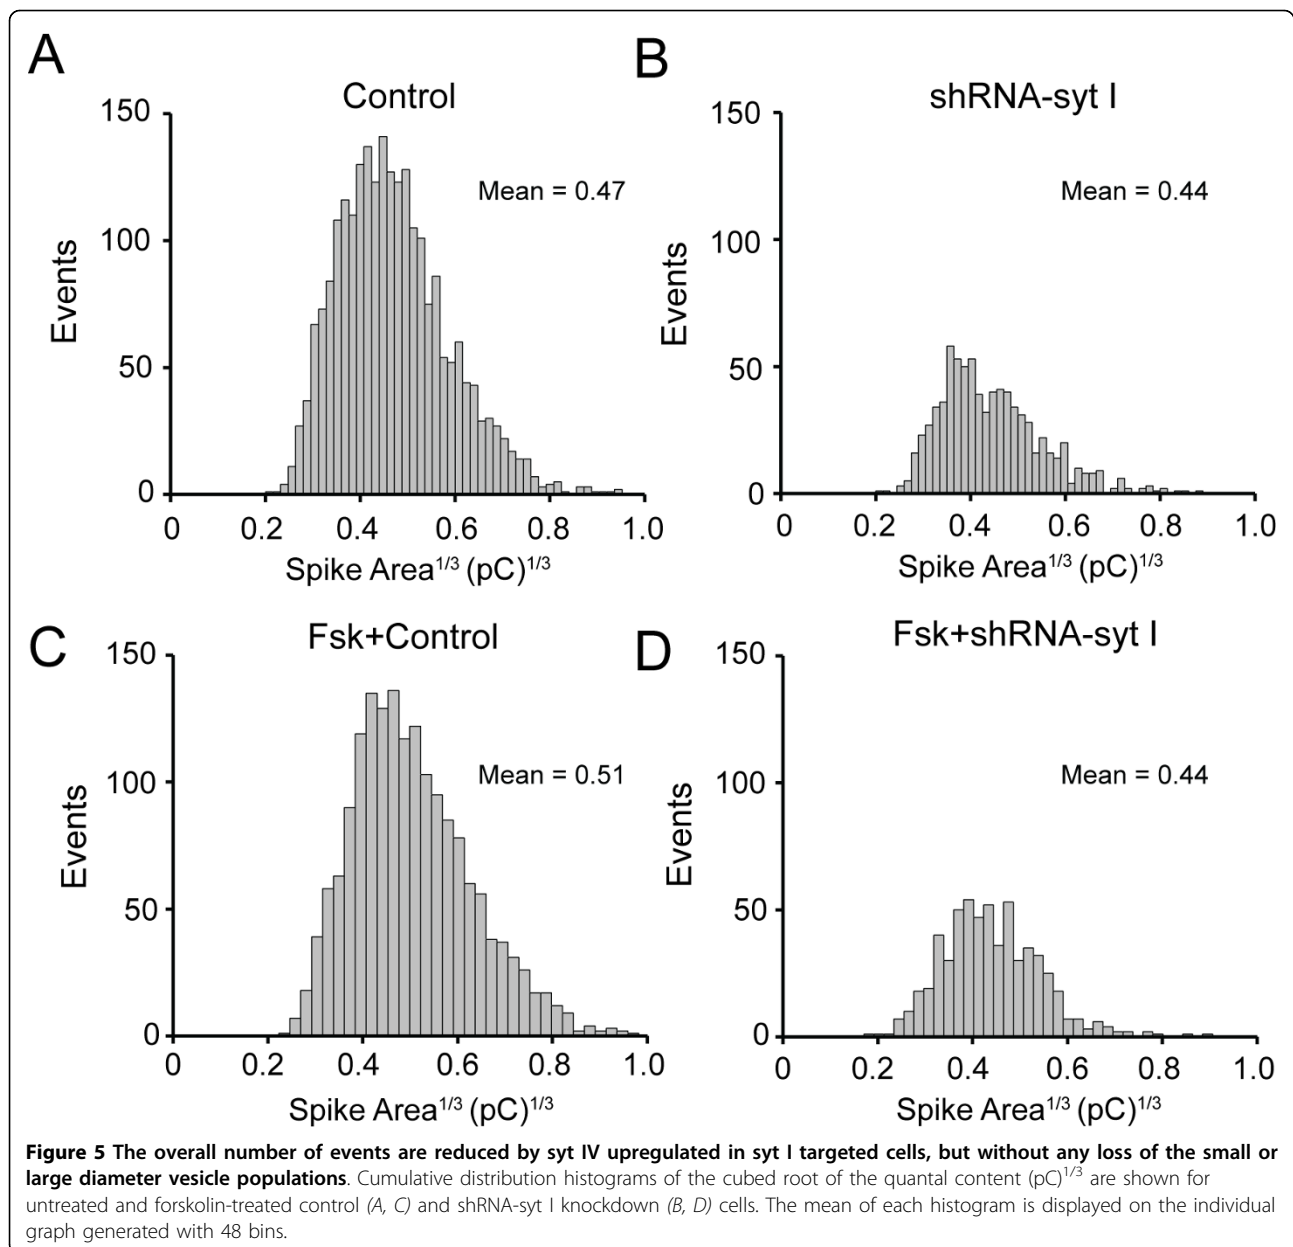 A
Control
150
100
50
0
Events
Mean = 0.47
0 0.2 0.4 0.6 0.8 1.0
Spike Area1/3 (pC)1/3
B
shRNA-syt I
150
100
50
0
Events
Mean = 0.44
0 0.2 0.4 0.6 0.8 1.0
Spike Area1/3 (pC)1/3
C
Fsk+Control
150
100
50
0
Events
Mean = 0.51
0 0.2 0.4 0.6 0.8 1.0
Spike Area1/3 (pC)1/3
D
Fsk+shRNA-syt I
150
100
50
0
Events
Mean = 0.44
0 0.2 0.4 0.6 0.8 1.0
Spike Area1/3 (pC)1/3
Figure 5 The overall number of events are reduced by syt IV upregulated in syt I targeted cells, but without any loss of the small or
large diameter vesicle populations. Cumulative distribution histograms of the cubed root of the quantal content (pC)1/3 are shown for
untreated and forskolin-treated control (A, C) and shRNA-syt I knockdown (B, D) cells. The mean of each histogram is displayed on the individual
graph generated with 48 bins.